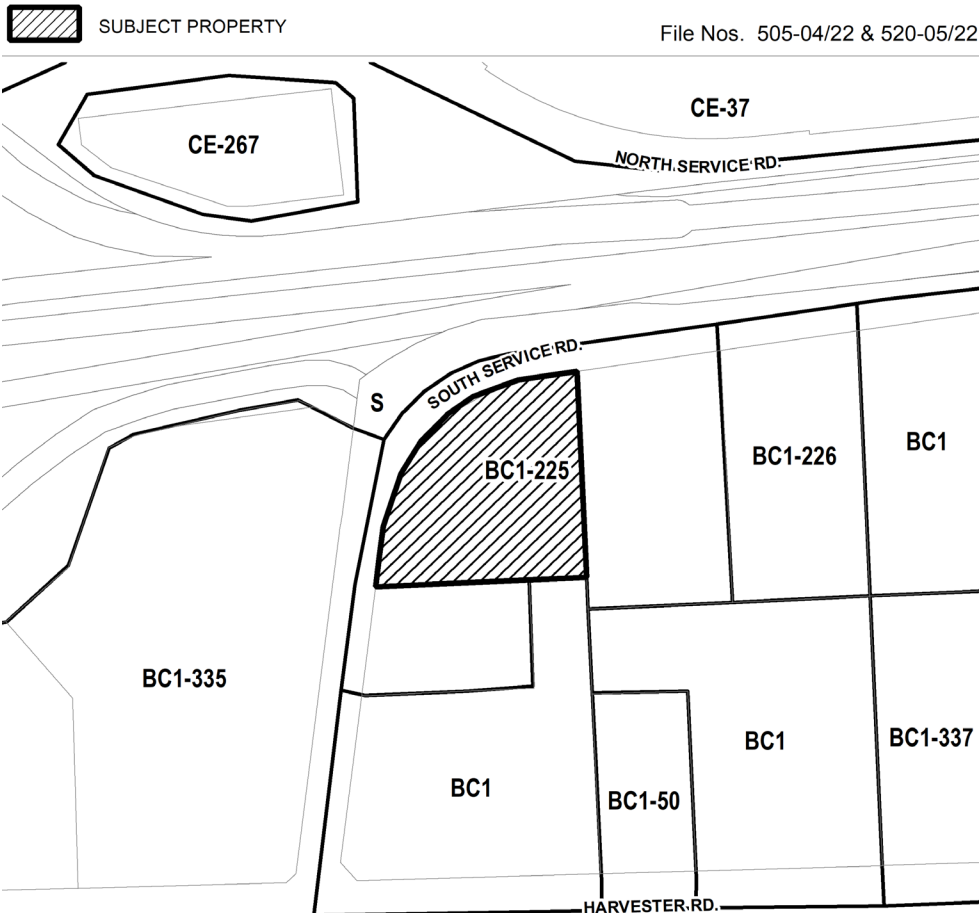 SUBJECT PROPERTY
File Nos. 505-04/22 & 520-05/22
CE-37
CE-267
NORTH SERVICE RD.
SOUTH SERVICE RD.
S
BC1-225
BC1-226
BC1
BC1-335
BC1
BC1-337
BC1
BC1-50
HARVESTER RD.